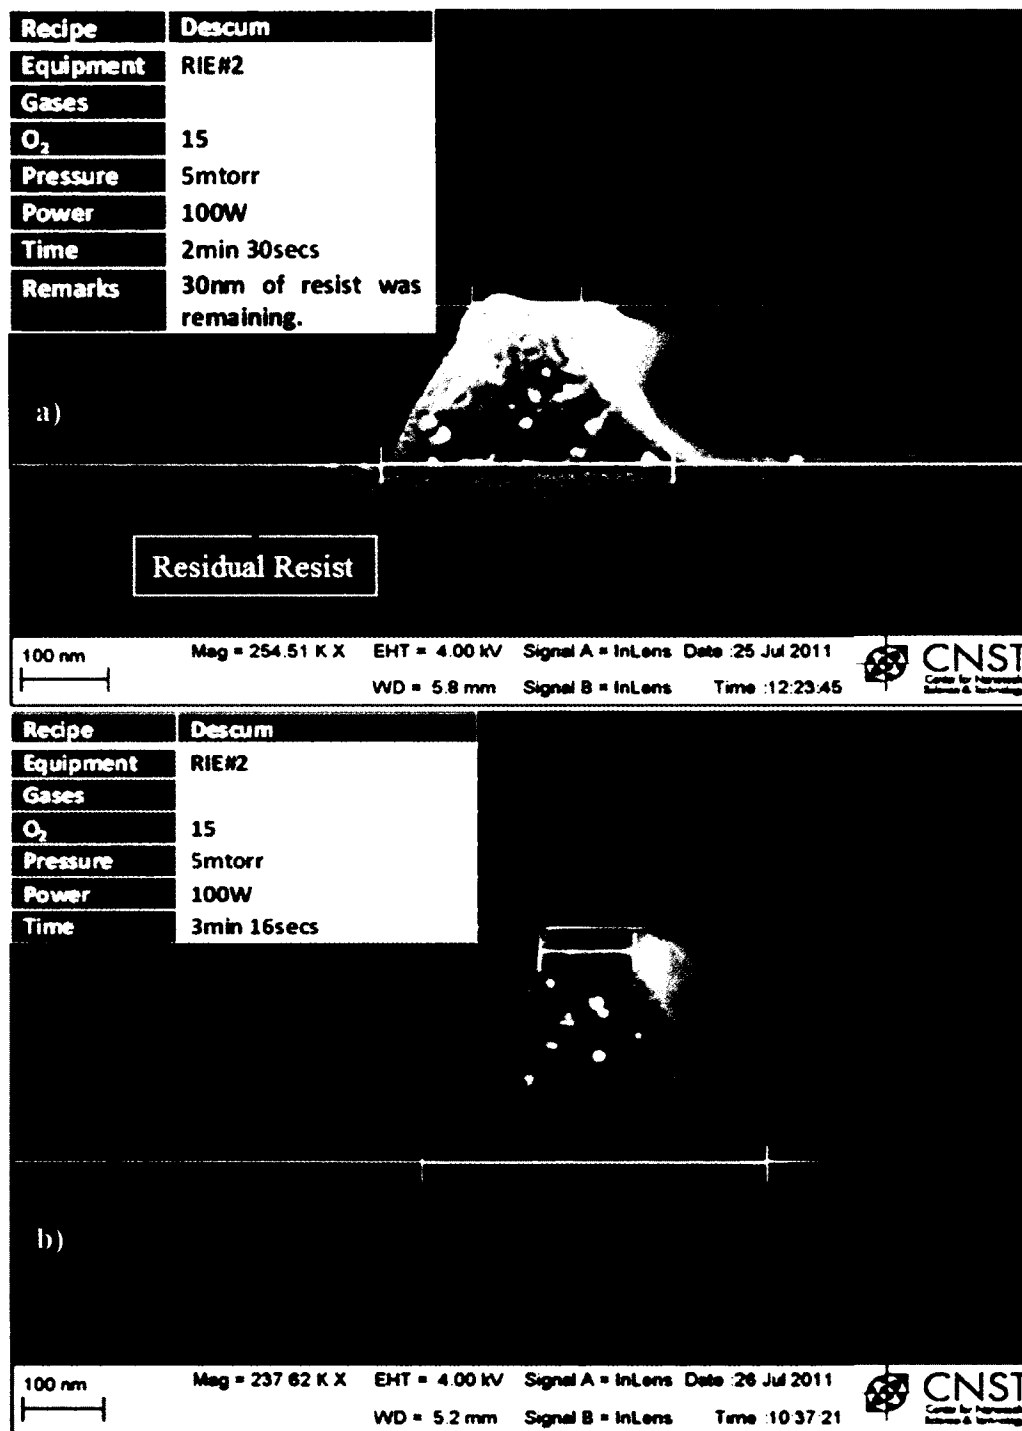 Recipe Descum
Equipment RIE#2
Gases
O₂ 15
Pressure 5mtorr
Power 100W
Time 2min 30secs
Remarks 30nm of resist was
remaining.
a)
Residual Resist
100 nm Mag = 254.51 K X EHT = 4.00 kV Signal A = InLens Date :25 Jul 2011
WD = 5.8 mm Signal B = InLens Time :12:23:45
CNST
Recipe Descum
Equipment RIE#2
Gases
O₂ 15
Pressure 5mtorr
Power 100W
Time 3min 16secs
b)
100 nm Mag = 237.62 K X EHT = 4.00 kV Signal A = InLens Date :26 Jul 2011
WD = 5.2 mm Signal B = InLens Time :10:37:21
CNST